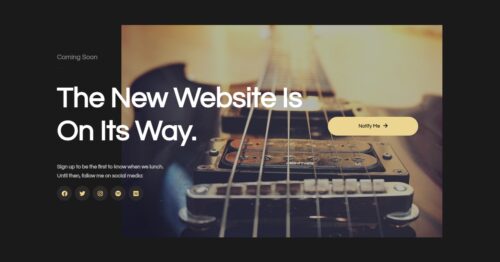 Coming Soon
The New Website Is
On Its Way.
Notify Me →
Sign up to be the first to know when we lunch.
Until then, follow me on social media: